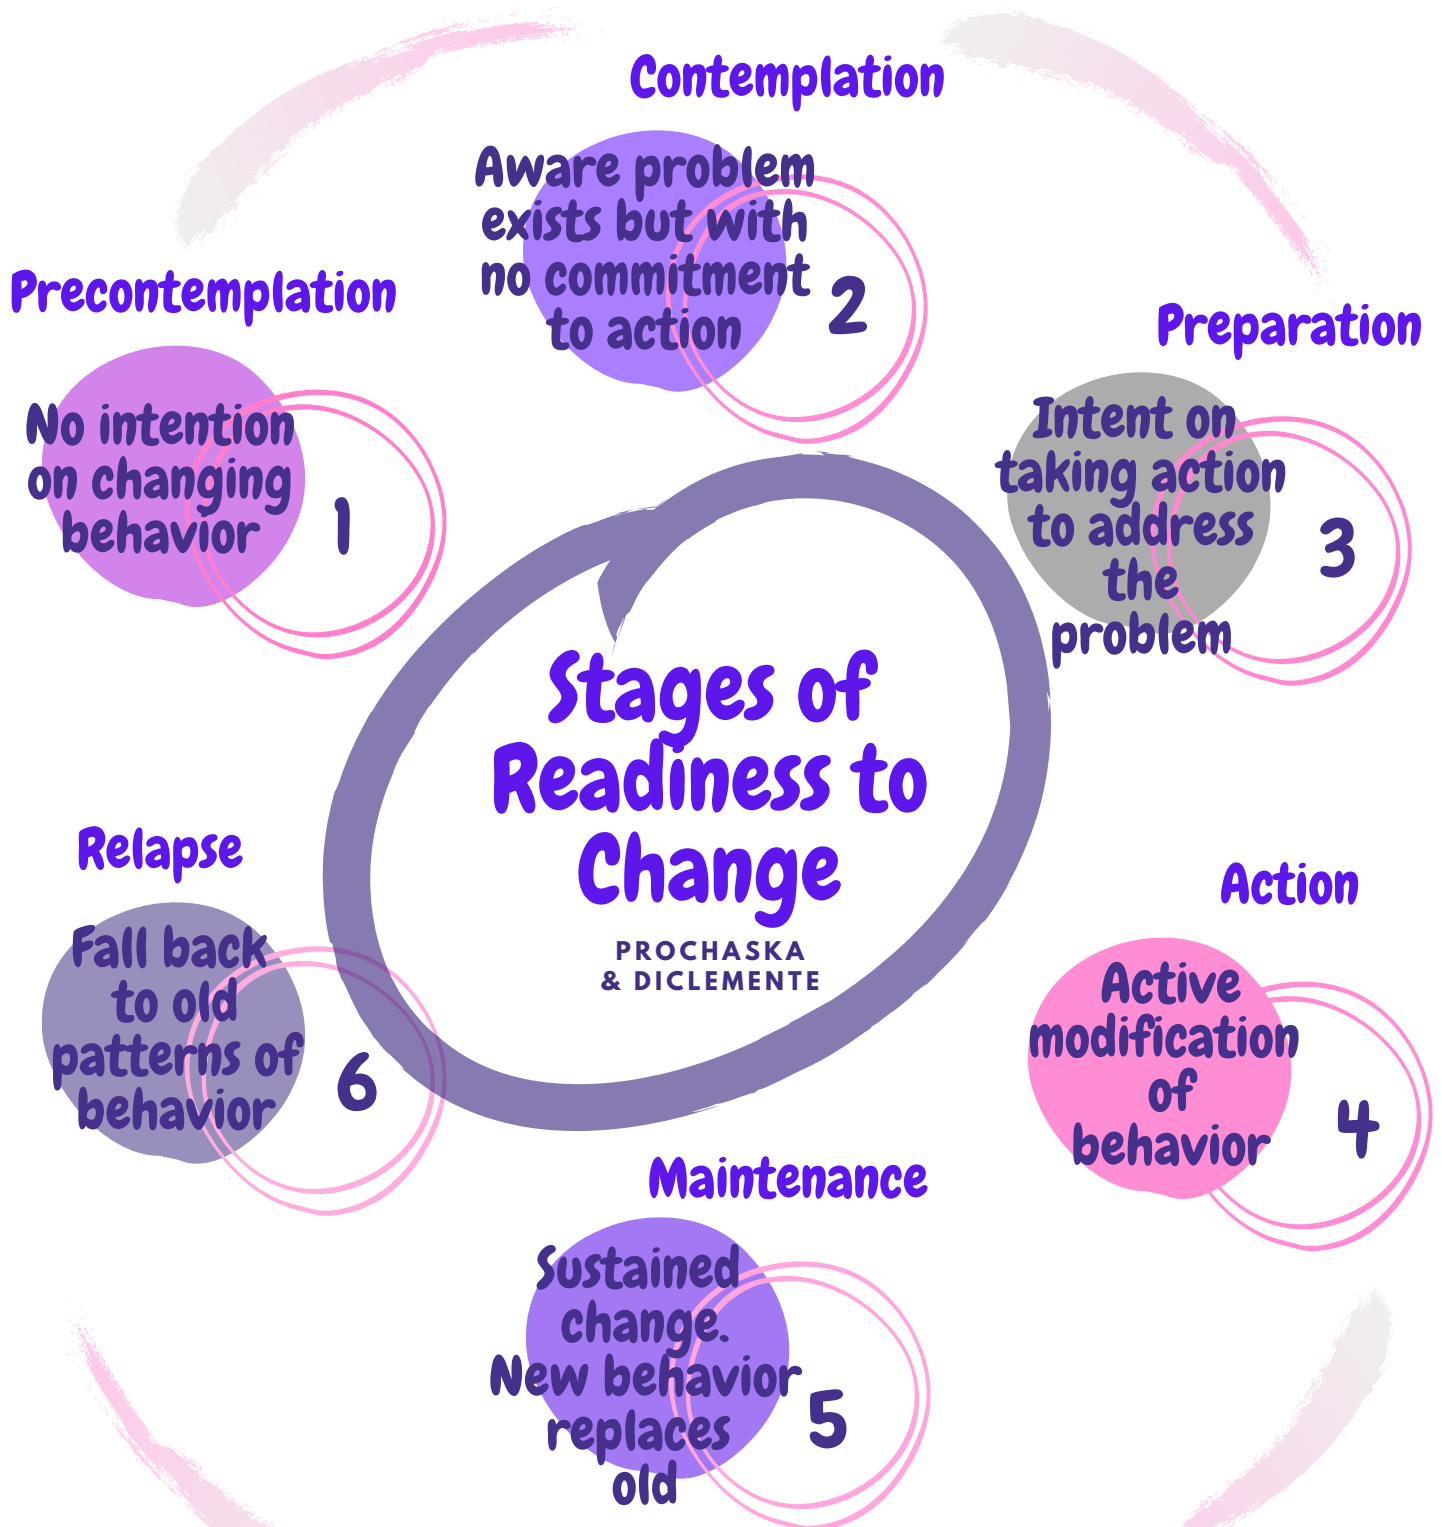 Stages of
Readiness to
Change
PROCHASKA
& DICLEMENTE
Precontemplation
No intention
on changing
behavior
1
Contemplation
Aware problem
exists but with
no commitment
to action
2
Preparation
Intent on
taking action
to address
the
problem
3
Action
Active
modification
of
behavior
4
Maintenance
Sustained
change.
New behavior
replaces
old
5
Relapse
Fall back
to old
patterns of
behavior
6